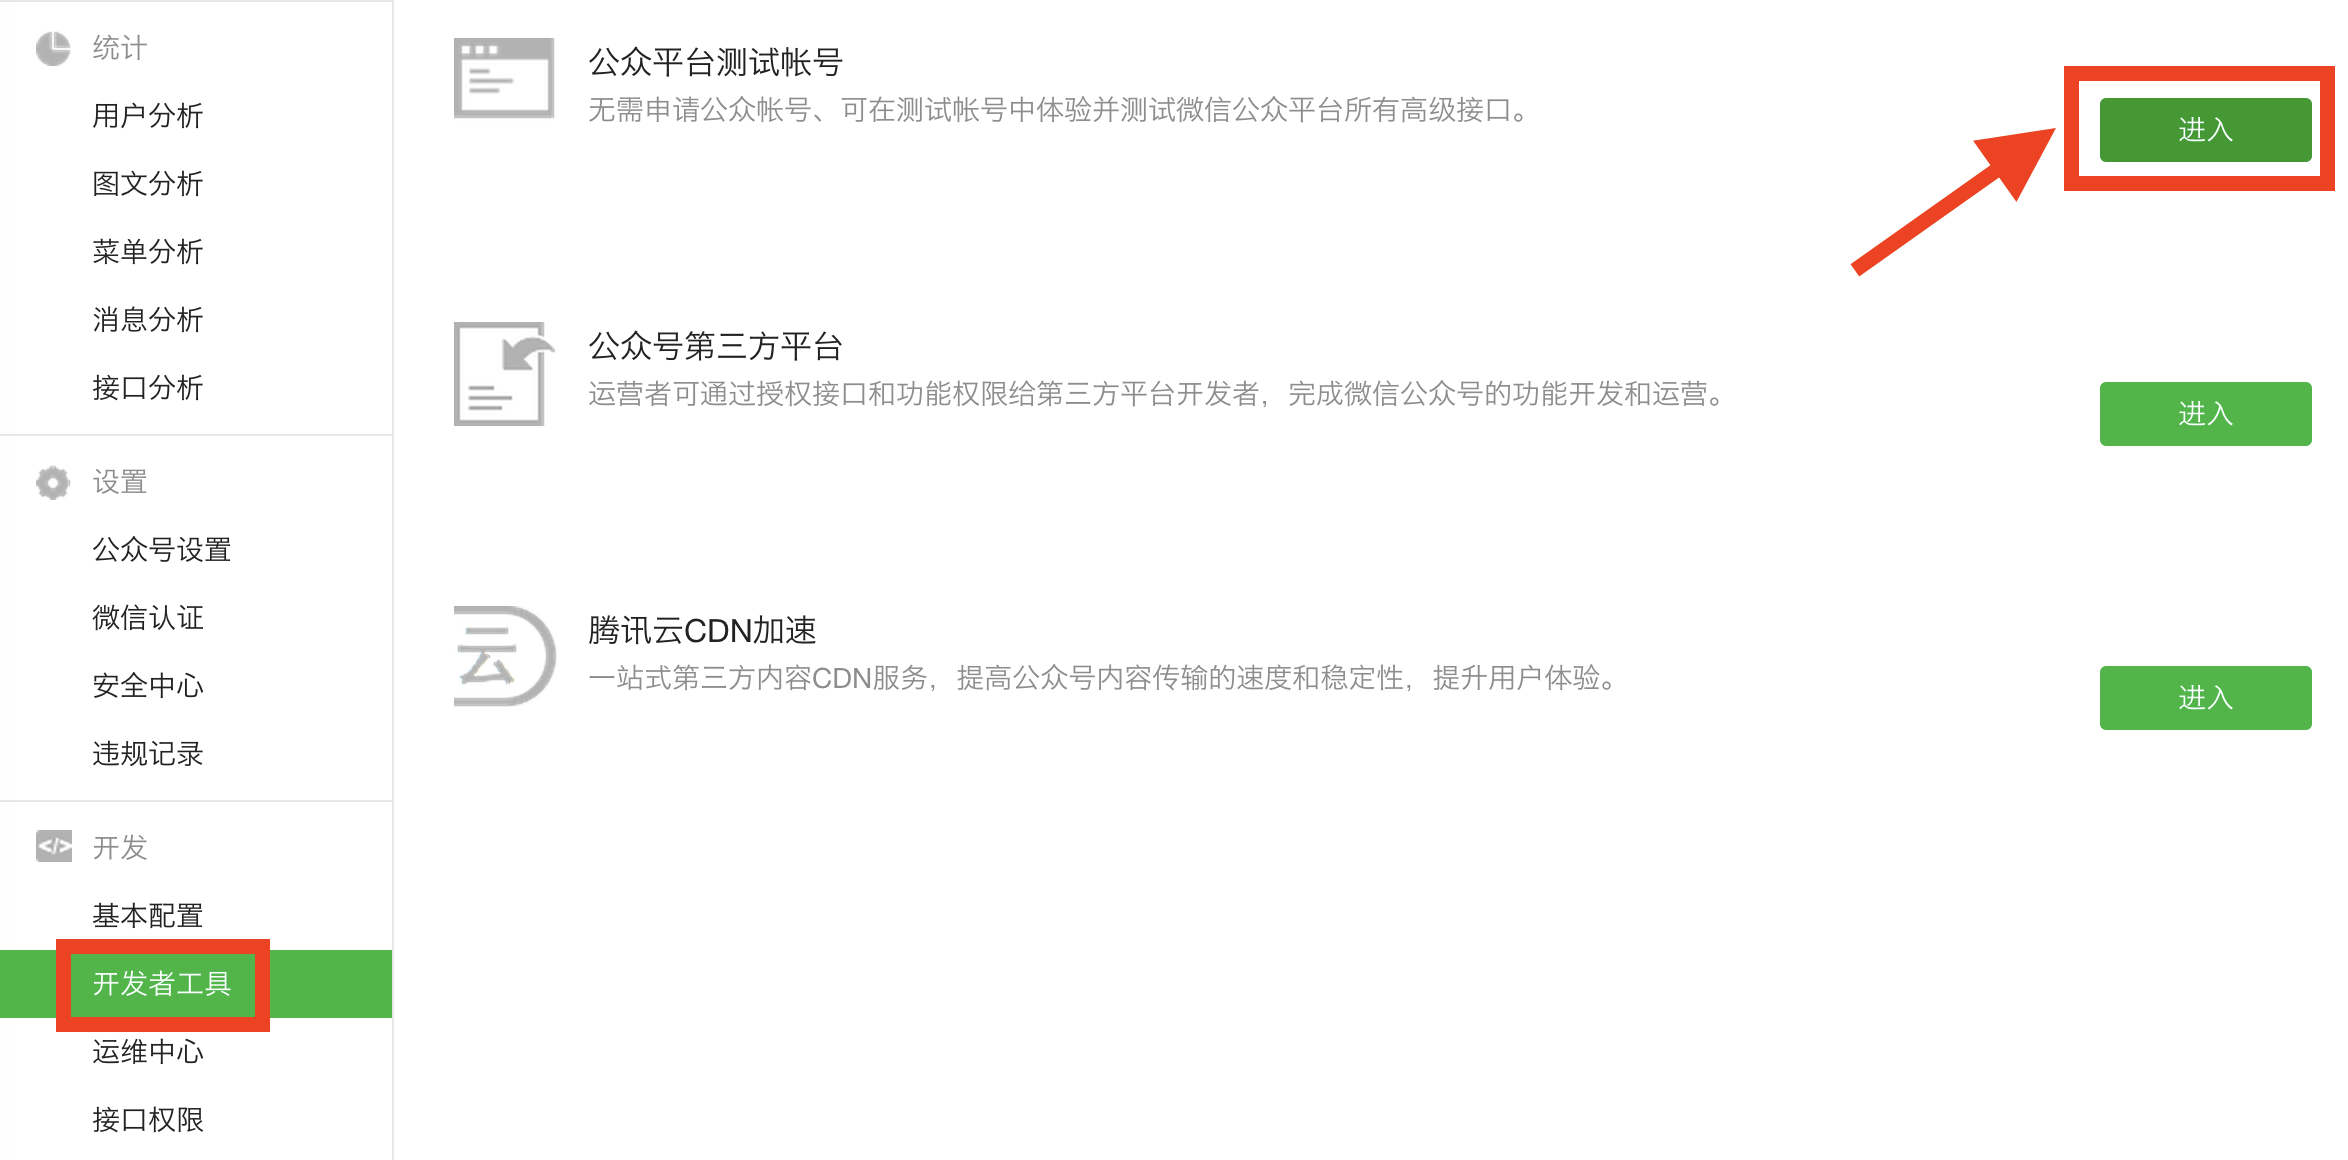 统计
用户分析
图文分析
菜单分析
消息分析
接口分析
设置
公众号设置
微信认证
安全中心
违规记录
</>
开发
基本配置
开发者工具
运维中心
接口权限
公众平台测试帐号
无需申请公众帐号、可在测试帐号中体验并测试微信公众平台所有高级接口。
进入
公众号第三方平台
运营者可通过授权接口和功能权限给第三方平台开发者，完成微信公众号的功能开发和运营。
进入
云
腾讯云CDN加速
一站式第三方内容CDN服务，提高公众号内容传输的速度和稳定性，提升用户体验。
进入